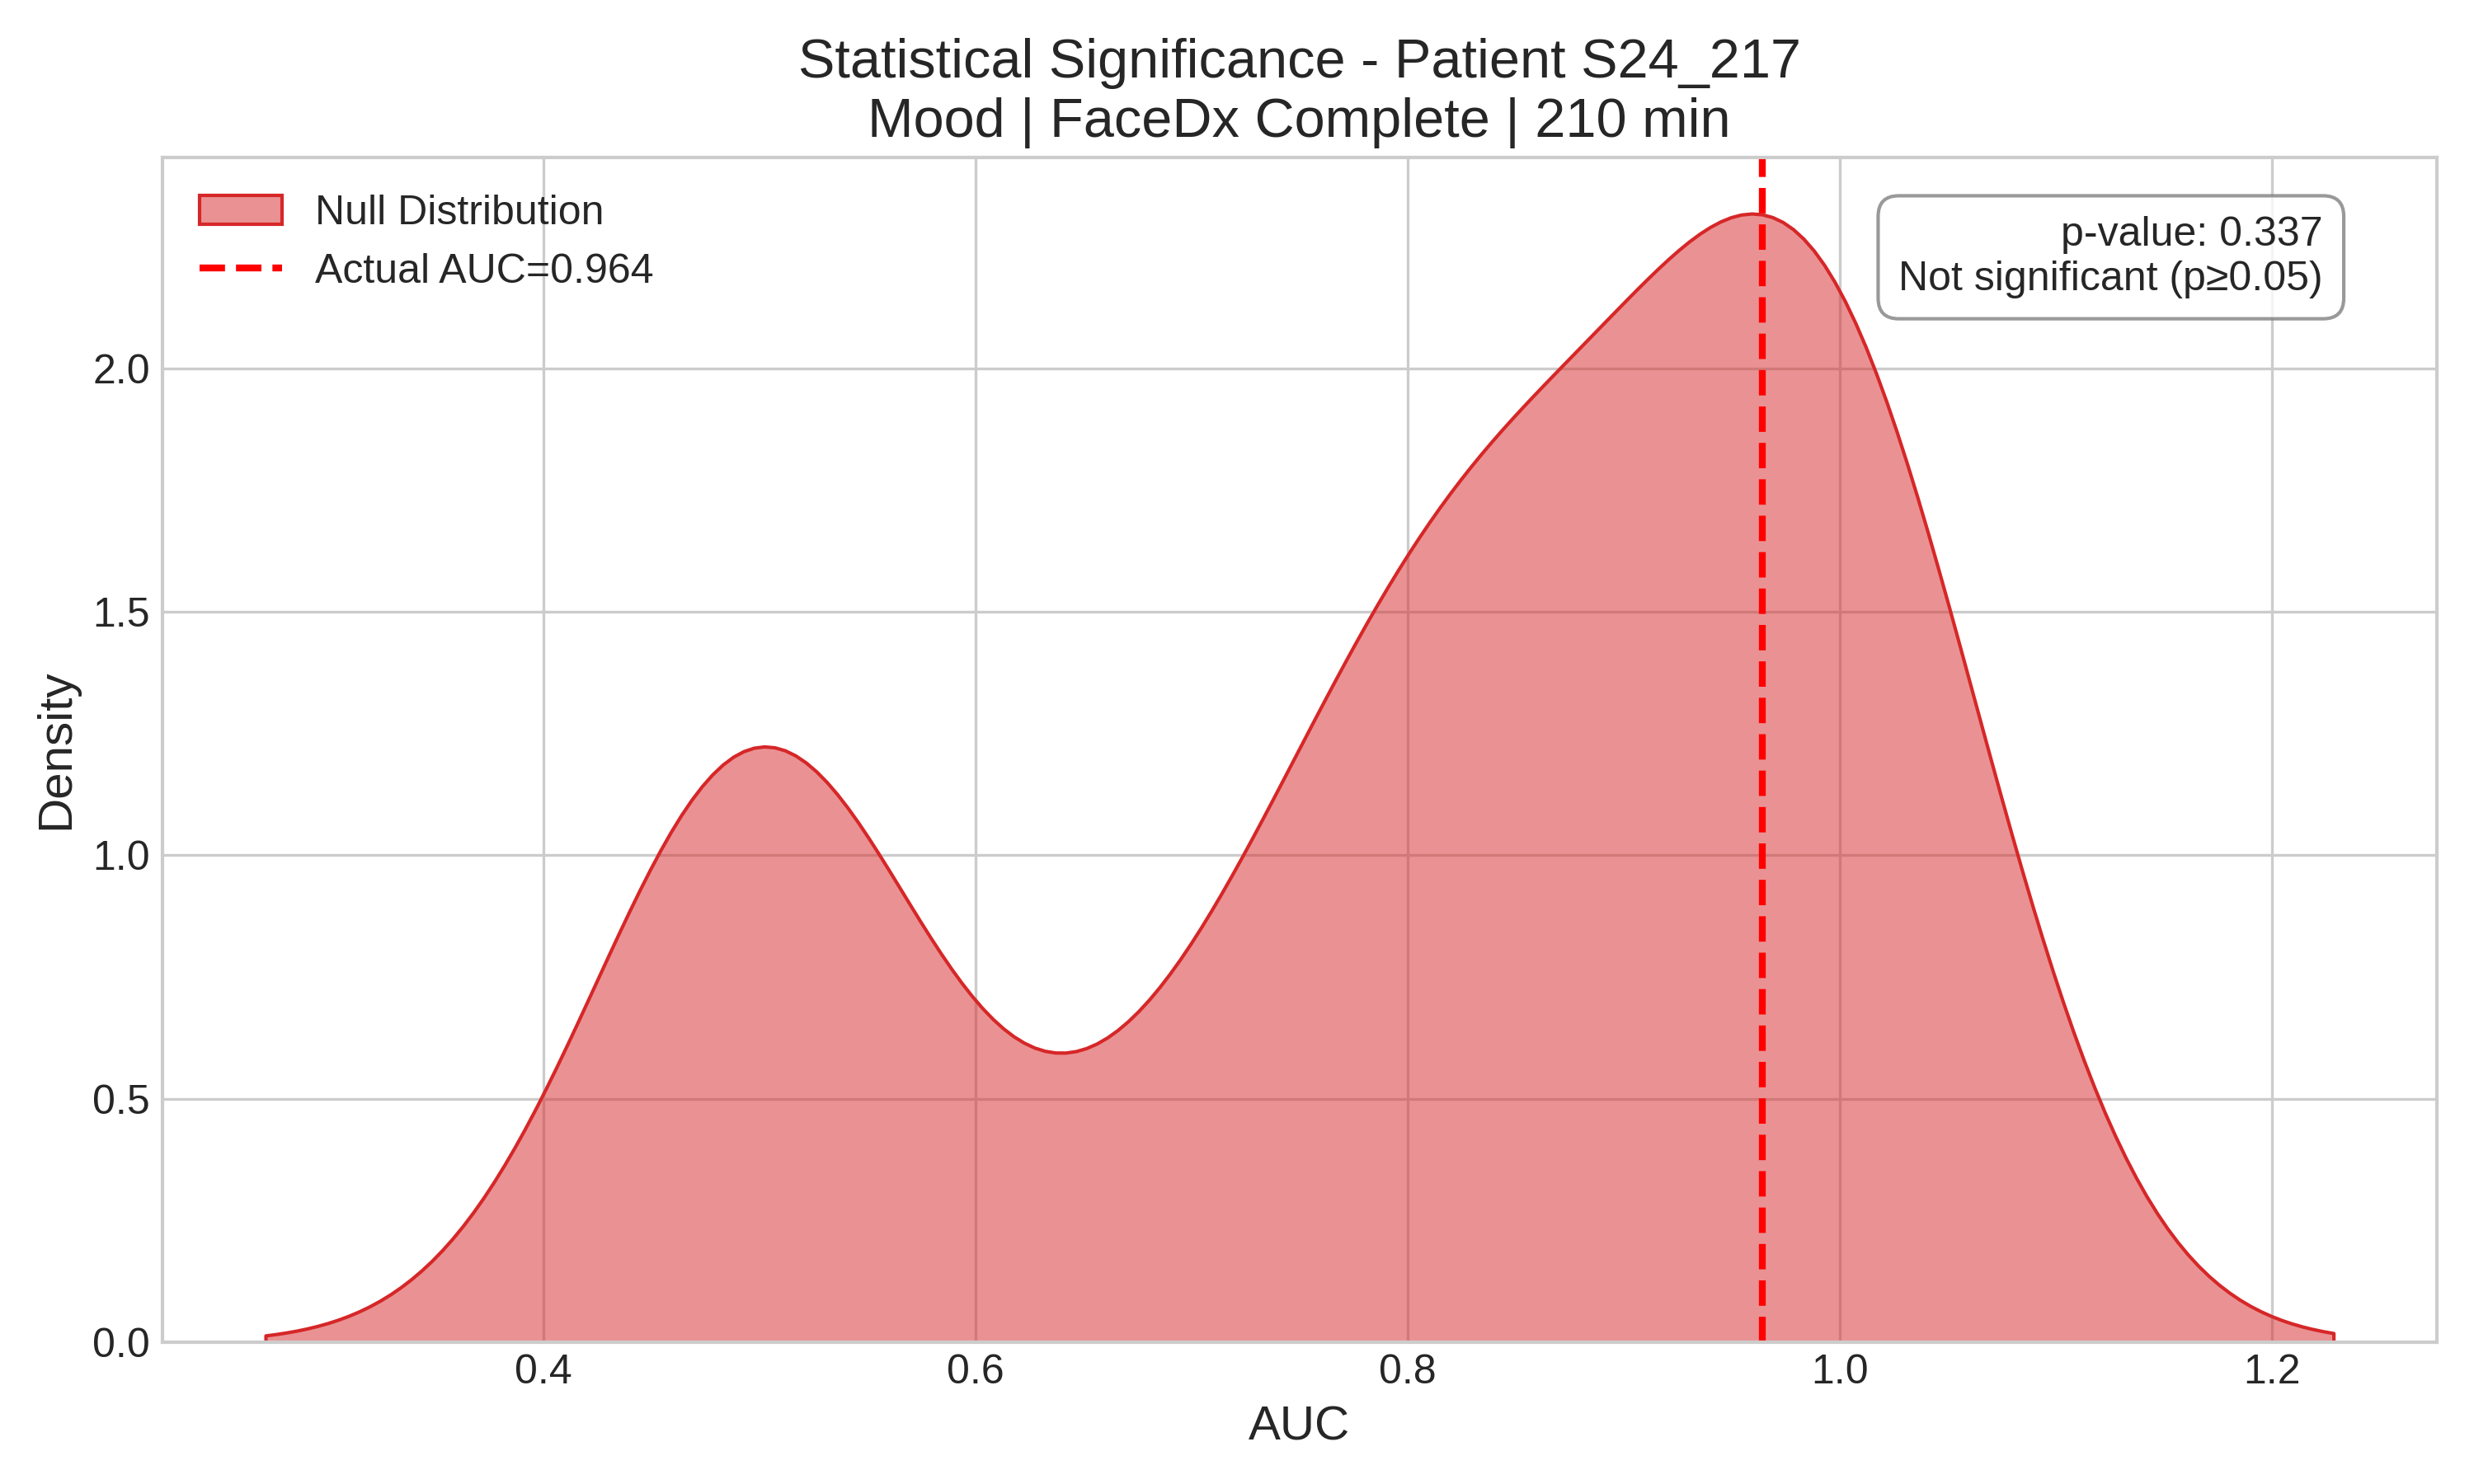 Statistical Significance - Patient S24_217
Mood | FaceDx Complete | 210 min
Null Distribution
Actual AUC=0.964
p-value: 0.337
Not significant (p≥0.05)
Density
2.0
1.5
1.0
0.5
0.0
0.4
0.6
0.8
1.0
1.2
AUC